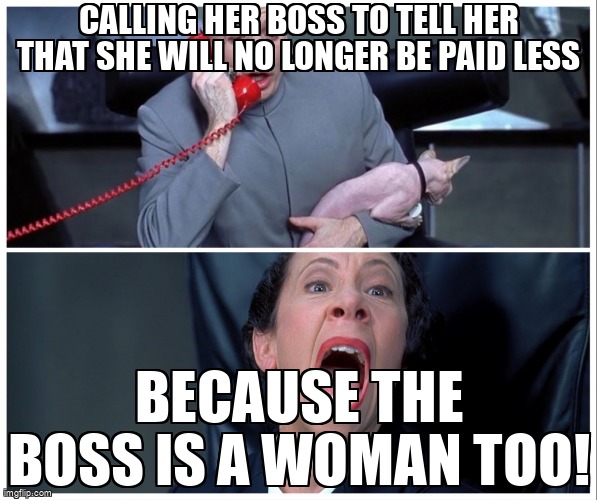 CALLING HER BOSS TO TELL HER
THAT SHE WILL NO LONGER BE PAID LESS
BECAUSE THE
BOSS IS A WOMAN TOO!
imgflip.com